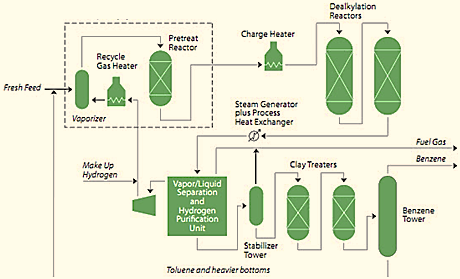 Dealkylation
Reactors
Pretreat
Reactor
Charge Heater
Recycle
Gas Heater
Fresh Feed
Vaporizer
Steam Generator
plus Process
Heat Exchanger
Fuel Gas
Benzene
Make Up
Hydrogen
Clay Treaters
Vapor/Liquid
Separation
and
Hydrogen
Purification
Unit
Benzene
Tower
Stabilizer
Tower
Toluene and heavier bottoms